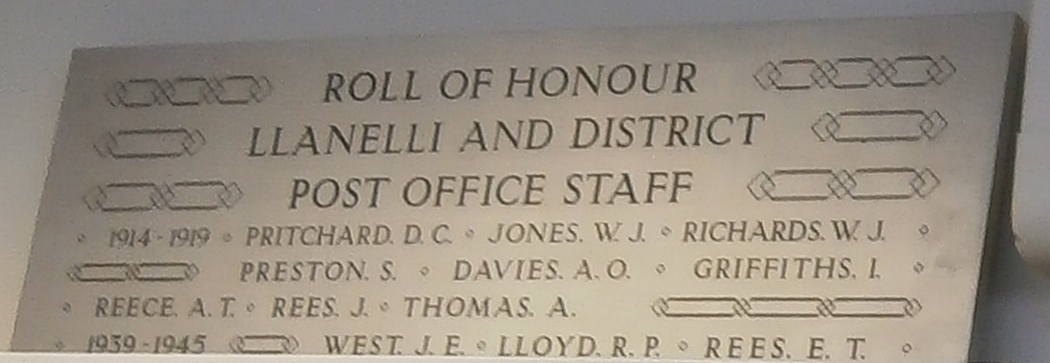 ROLL OF HONOUR
LLANELLI AND DISTRICT
POST OFFICE STAFF
1914-1919 ◦ PRITCHARD. D. C. ◦ JONES. W. J. ◦ RICHARDS. W. J.
PRESTON. S. ◦ DAVIES. A. O. ◦ GRIFFITHS. I.
REECE. A. T. ◦ REES. J. ◦ THOMAS. A.
1939-1945 WEST. J. E. ◦ LLOYD. R. P. ◦ REES. E. T.